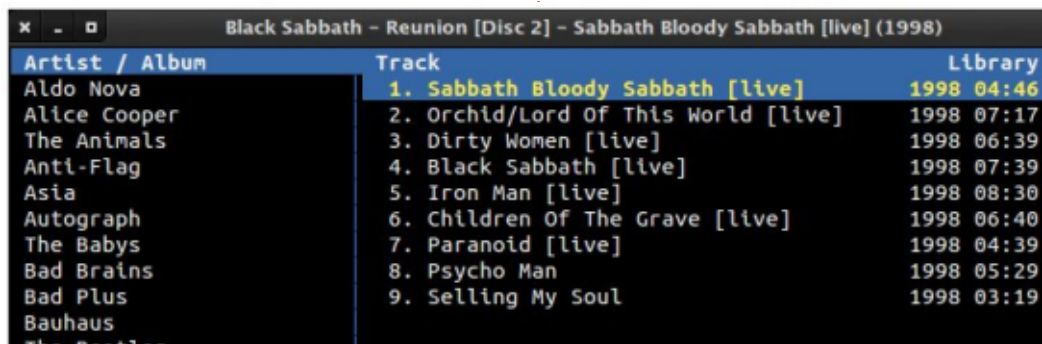 Black Sabbath – Reunion [Disc 2] – Sabbath Bloody Sabbath [live] (1998)
Artist / Album
Aldo Nova
Alice Cooper
The Animals
Anti-Flag
Asia
Autograph
The Babys
Bad Brains
Bad Plus
Bauhaus
Track Library
1. Sabbath Bloody Sabbath [live] 1998 04:46
2. Orchid/Lord Of This World [live] 1998 07:17
3. Dirty Women [live] 1998 06:39
4. Black Sabbath [live] 1998 07:39
5. Iron Man [live] 1998 08:30
6. Children Of The Grave [live] 1998 06:40
7. Paranoid [live] 1998 04:39
8. Psycho Man 1998 05:29
9. Selling My Soul 1998 03:19